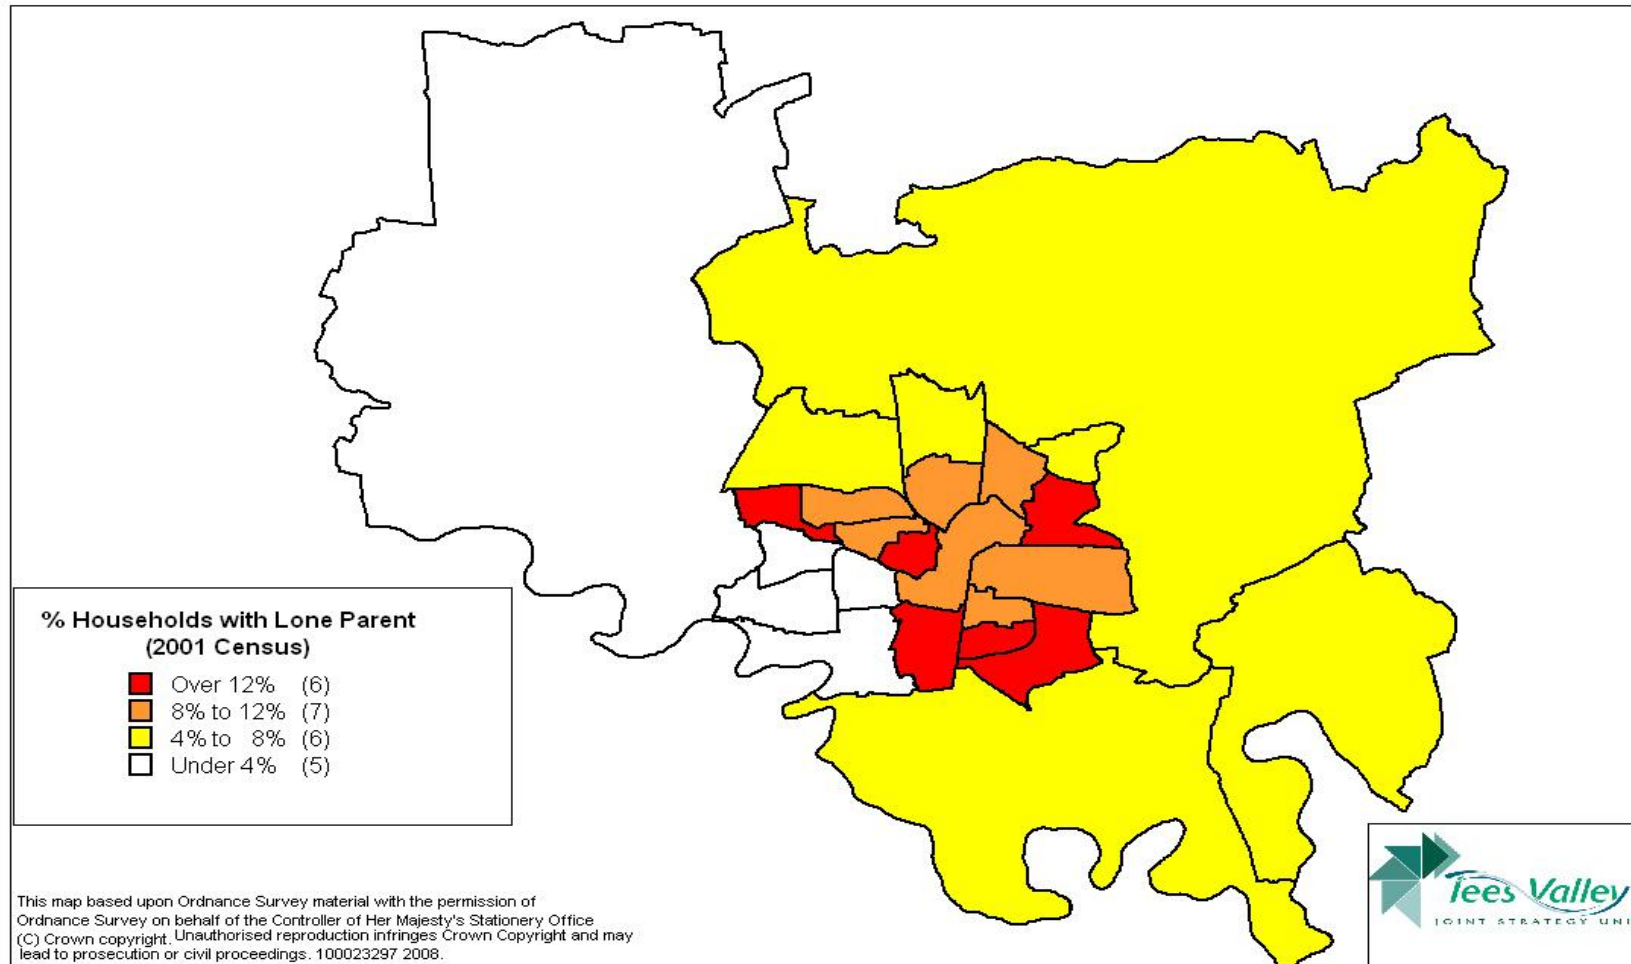 % Households with Lone Parent
(2001 Census)
Over 12% (6)
8% to 12% (7)
4% to 8% (6)
Under 4% (5)
This map based upon Ordnance Survey material with the permission of
Ordnance Survey on behalf of the Controller of Her Majesty's Stationery Office
(C) Crown copyright. Unauthorised reproduction infringes Crown Copyright and may
lead to prosecution or civil proceedings. 100023297 2008.
Tees Valley
JOINT STRATEGY UNI